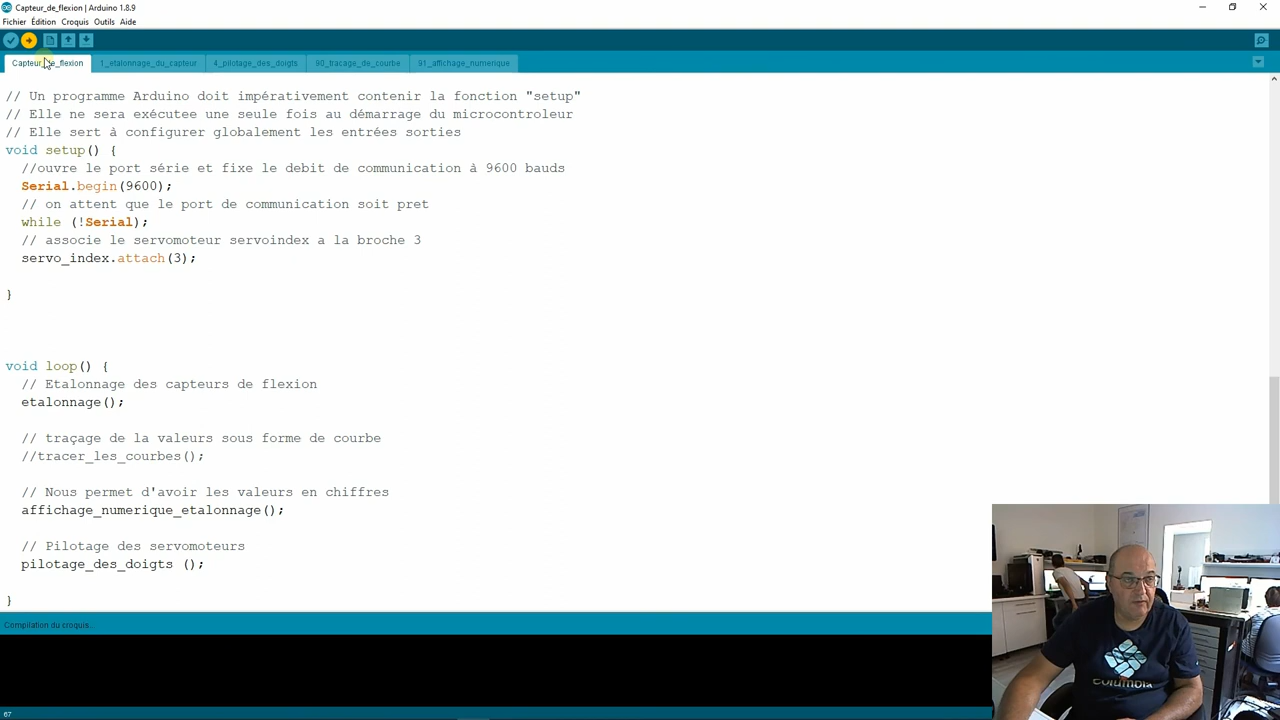 Capteur_de_flexion | Arduino 1.8.9
Fichier Édition Croquis Outils Aide
Capteur_de_flexion 1_etalonnage_du_capteur 4_pilotage_des_doigts 90_tracage_de_courbe 91_affichage_numerique
// Un programme Arduino doit impérativement contenir la fonction "setup"
// Elle ne sera exécutee une seule fois au démarrage du microcontroleur
// Elle sert à configurer globalement les entrées sorties
void setup() {
//ouvre le port série et fixe le debit de communication à 9600 bauds
Serial.begin(9600);
// on attent que le port de communication soit pret
while (!Serial);
// associe le servomoteur servoindex a la broche 3
servo_index.attach(3);
}
void loop() {
// Etalonnage des capteurs de flexion
etalonnage();
// traçage de la valeurs sous forme de courbe
//tracer_les_courbes();
// Nous permet d'avoir les valeurs en chiffres
affichage_numerique_etalonnage();
// Pilotage des servomoteurs
pilotage_des_doigts ();
}
Compilation du croquis...
67
Columbia